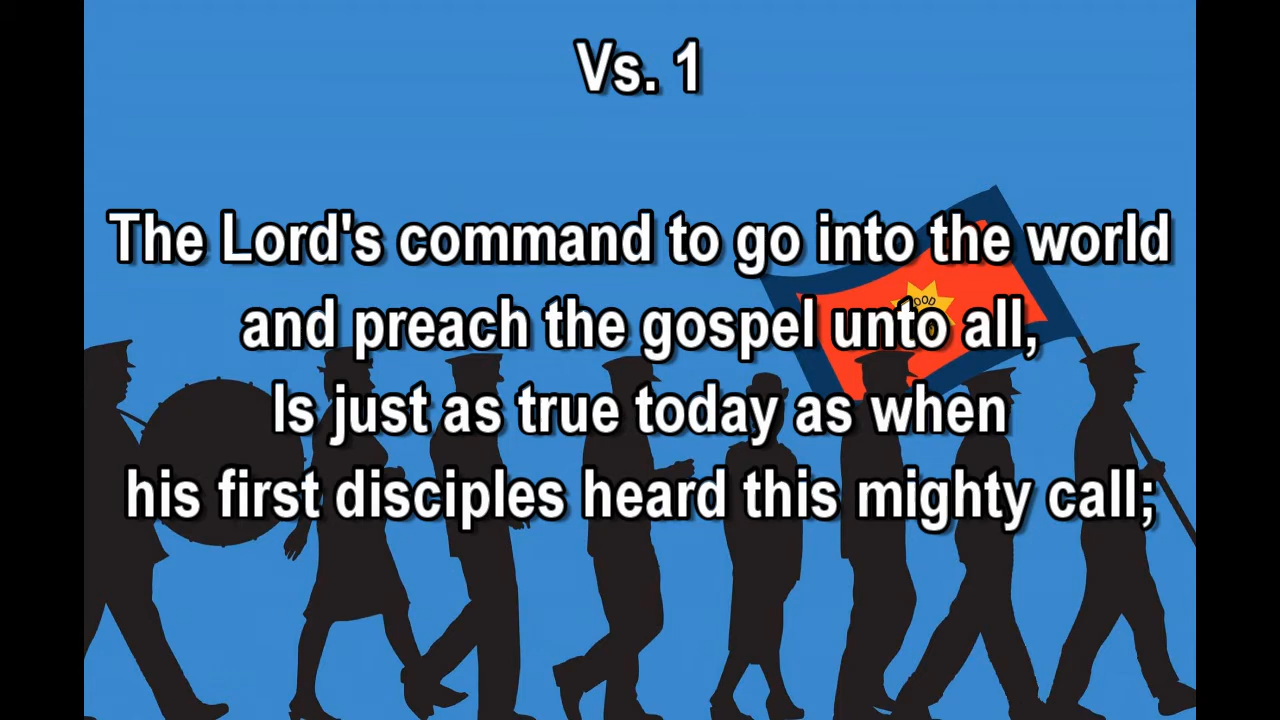 Vs. 1
The Lord's command to go into the world
and preach the gospel unto all,
Is just as true today as when
his first disciples heard this mighty call;